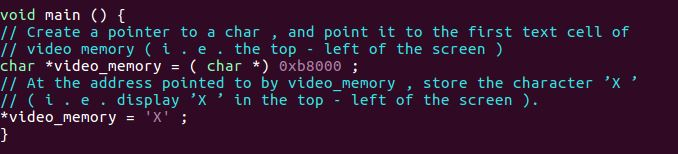 void main () {
// Create a pointer to a char , and point it to the first text cell of
// video memory ( i . e . the top - left of the screen )
char *video_memory = ( char *) 0xb8000 ;
// At the address pointed to by video_memory , store the character ’X ’
// ( i . e . display ’X ’ in the top - left of the screen ).
*video_memory = 'X' ;
}